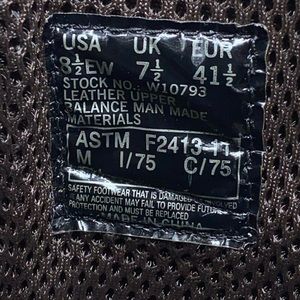 USA UK EUR
8½EW 7½ 41½
STOCK NO.: W10793
LEATHER UPPER
BALANCE MAN MADE
MATERIALS
ASTM F2413-11
M I/75 C/75
SAFETY FOOTWEAR THAT IS DAMAGED
IN ANY ACCIDENT MAY FAIL TO PROVIDE FUTURE
PROTECTION AND MUST BE REPLACED
MADE IN CHINA